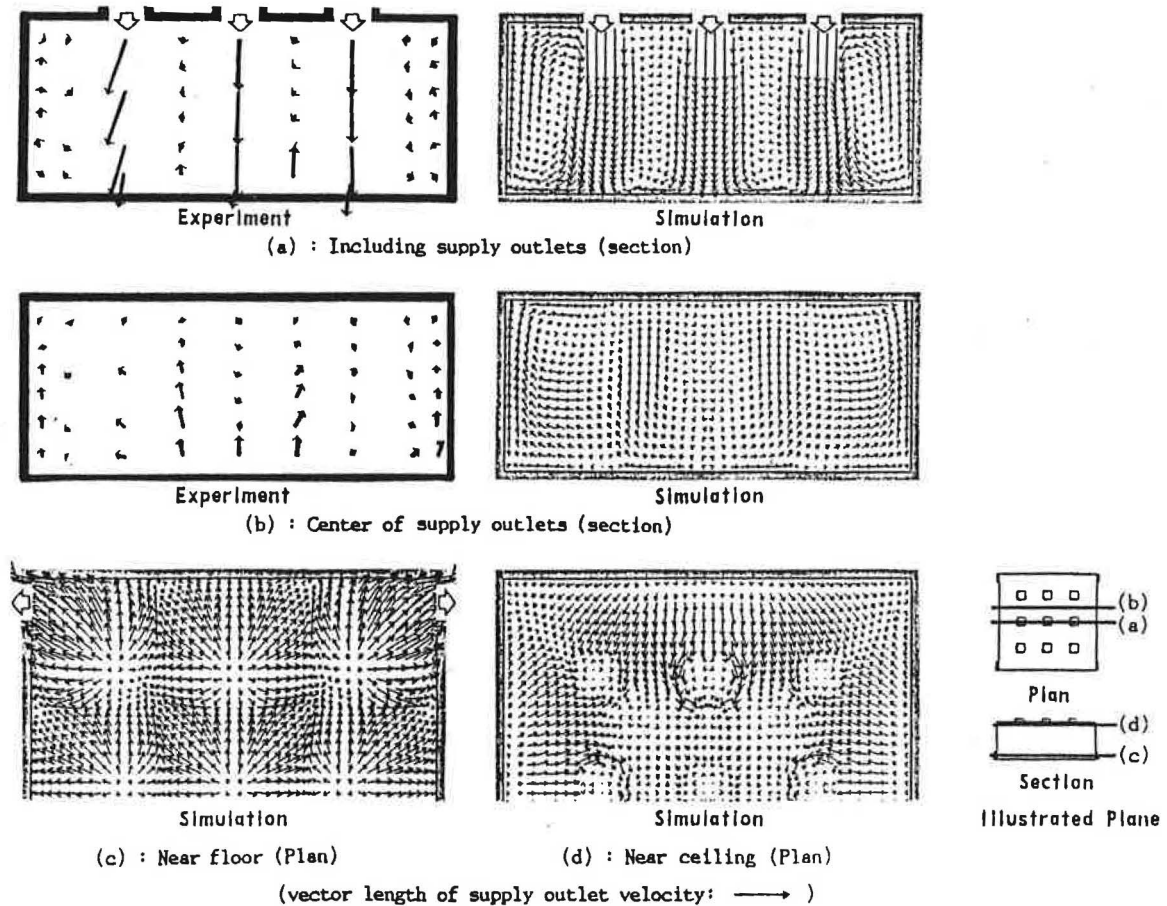 Experiment Simulation
(a) : Including supply outlets (section)
Experiment Simulation
(b) : Center of supply outlets (section)
(b)
(a)
Plan
(d)
(c)
Section
Simulation Simulation Illustrated Plane
(c) : Near floor (Plan) (d) : Near ceiling (Plan)
(vector length of supply outlet velocity: → )